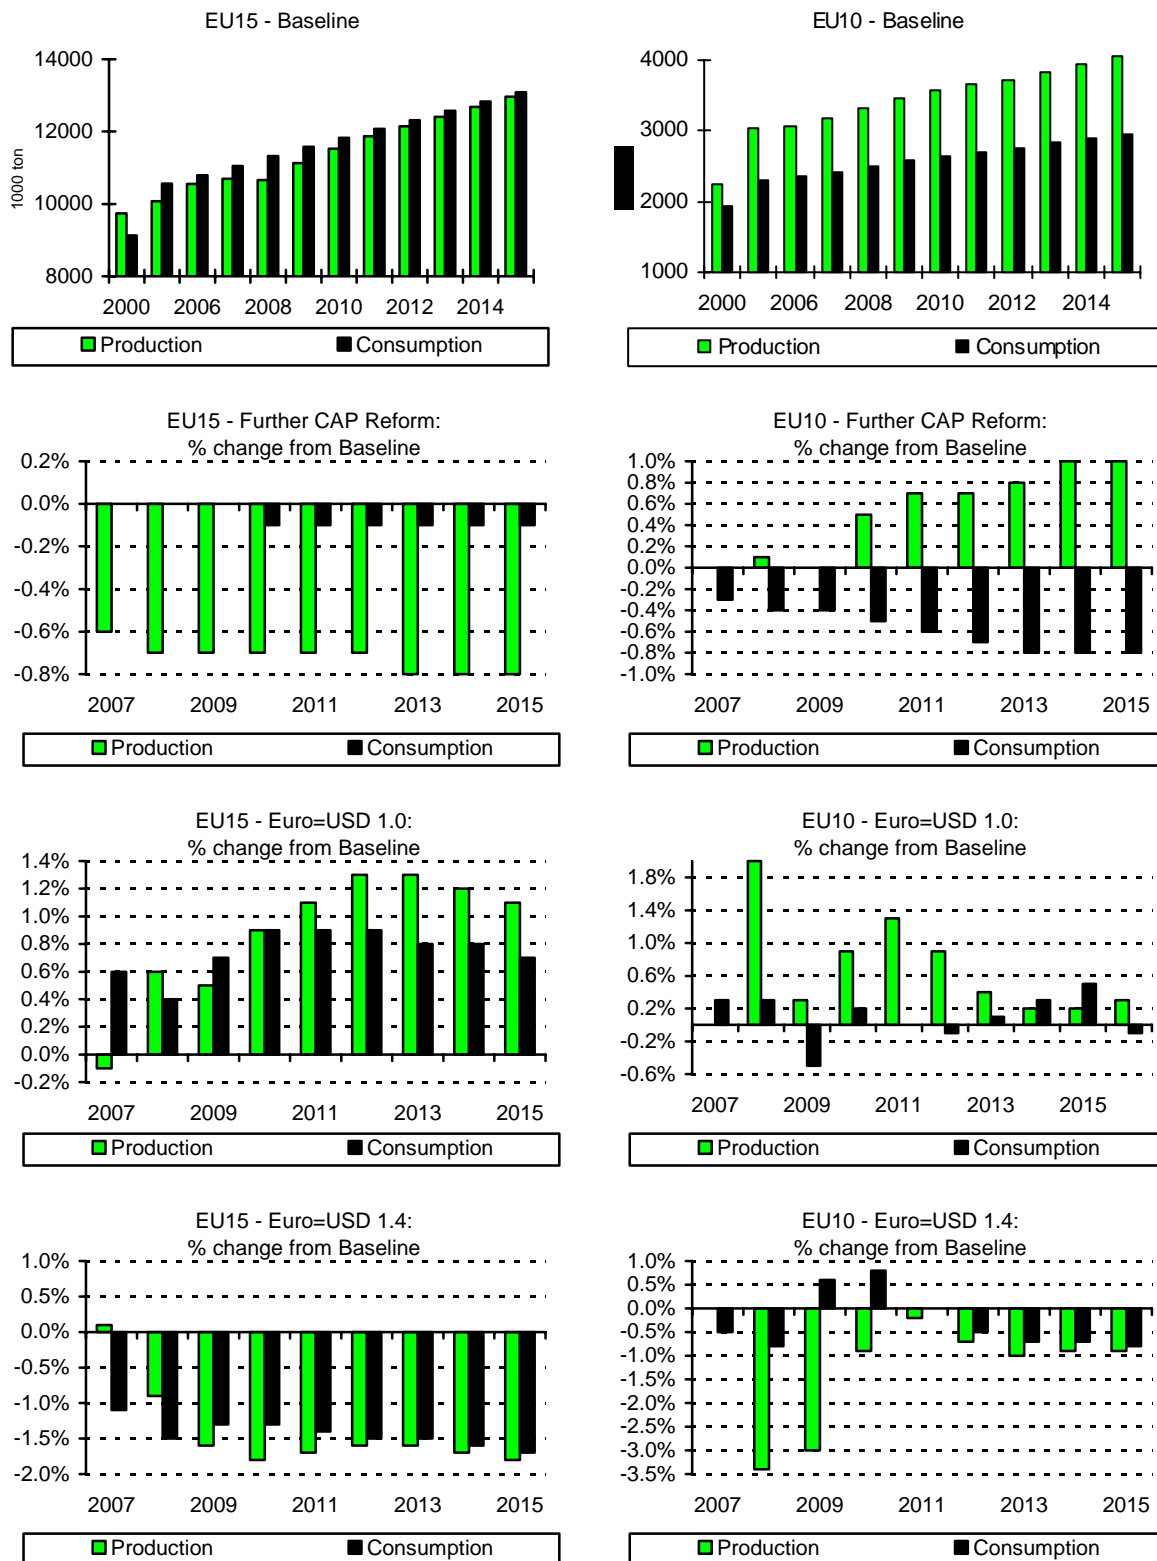 EU15 - Baseline
14000
12000
10000
8000
1000 ton
2000 2006 2008 2010 2012 2014
Production Consumption
EU10 - Baseline
4000
3000
2000
1000
2000 2006 2008 2010 2012 2014
Production Consumption
EU15 - Further CAP Reform:
% change from Baseline
0.2%
0.0%
-0.2%
-0.4%
-0.6%
-0.8%
2007 2009 2011 2013 2015
Production Consumption
EU10 - Further CAP Reform:
% change from Baseline
1.0%
0.8%
0.6%
0.4%
0.2%
0.0%
-0.2%
-0.4%
-0.6%
-0.8%
-1.0%
2007 2009 2011 2013 2015
Production Consumption
EU15 - Euro=USD 1.0:
% change from Baseline
1.4%
1.2%
1.0%
0.8%
0.6%
0.4%
0.2%
0.0%
-0.2%
2007 2009 2011 2013 2015
Production Consumption
EU10 - Euro=USD 1.0:
% change from Baseline
1.8%
1.4%
1.0%
0.6%
0.2%
-0.2%
-0.6%
2007 2009 2011 2013 2015
Production Consumption
EU15 - Euro=USD 1.4:
% change from Baseline
1.0%
0.5%
0.0%
-0.5%
-1.0%
-1.5%
-2.0%
2007 2009 2011 2013 2015
Production Consumption
EU10 - Euro=USD 1.4:
% change from Baseline
1.0%
0.5%
0.0%
-0.5%
-1.0%
-1.5%
-2.0%
-2.5%
-3.0%
-3.5%
2007 2009 2011 2013 2015
Production Consumption